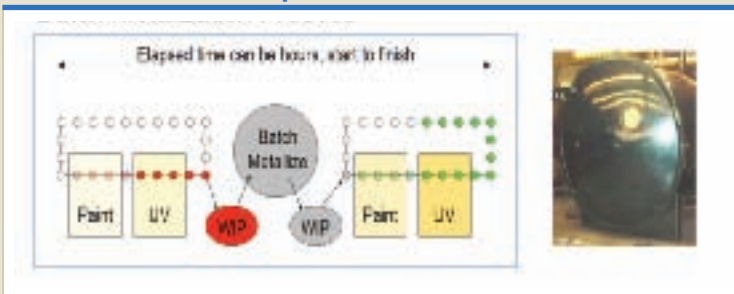 Elapsed time can be hours, start to finish
Batch
Metalize
Paint
UV
WIP
WIP
Paint
UV